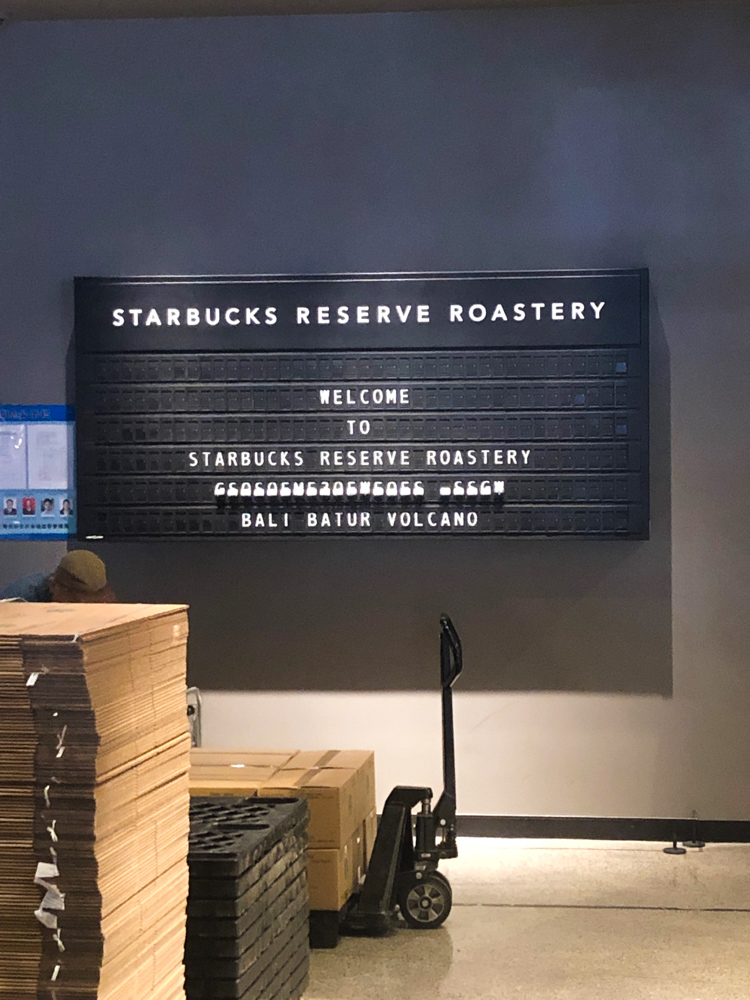 STARBUCKS RESERVE ROASTERY
WELCOME
TO
STARBUCKS RESERVE ROASTERY
BALI BATUR VOLCANO